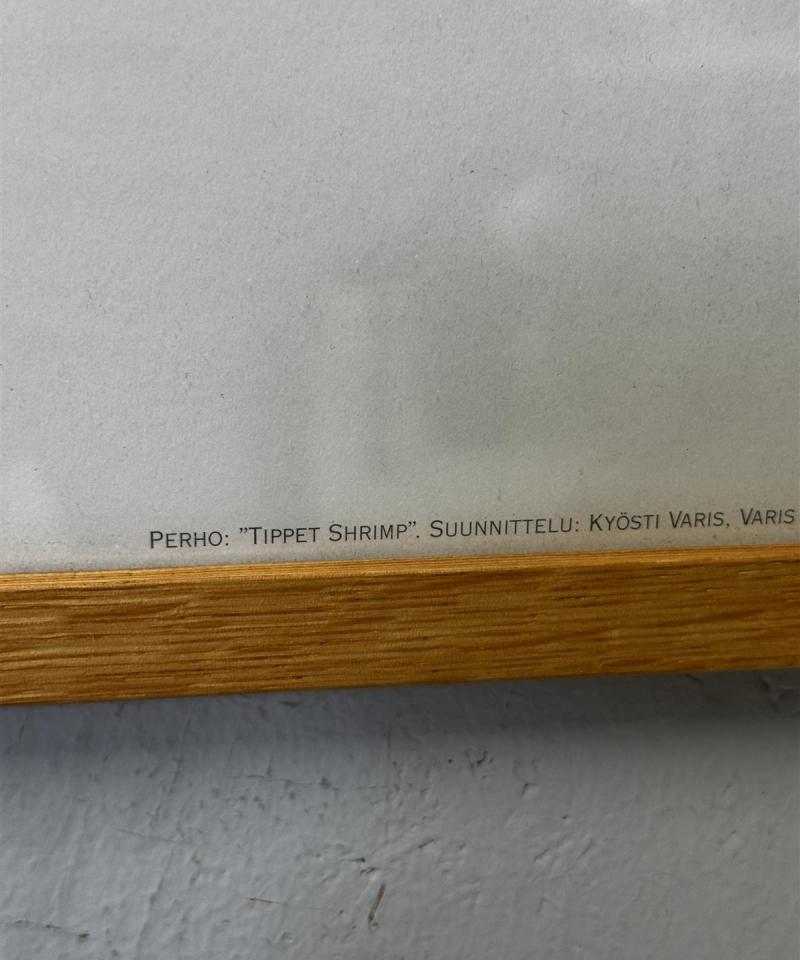 PERHO: ”TIPPET SHRIMP”. SUUNNITTELU: KYÖSTI VARIS, VARIS